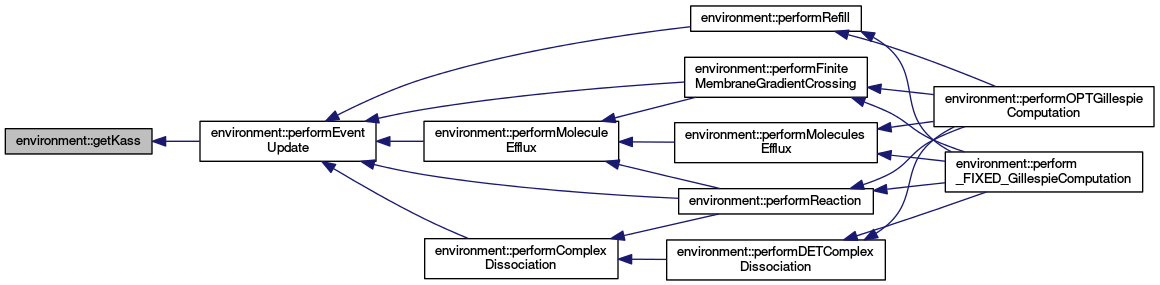 environment::getKass
environment::performEvent
Update
environment::performRefill
environment::performFinite
MembraneGradientCrossing
environment::performMolecule
Efflux
environment::performMolecules
Efflux
environment::performReaction
environment::performComplex
Dissociation
environment::performDETComplex
Dissociation
environment::performOPTGillespie
Computation
environment::perform
_FIXED_GillespieComputation